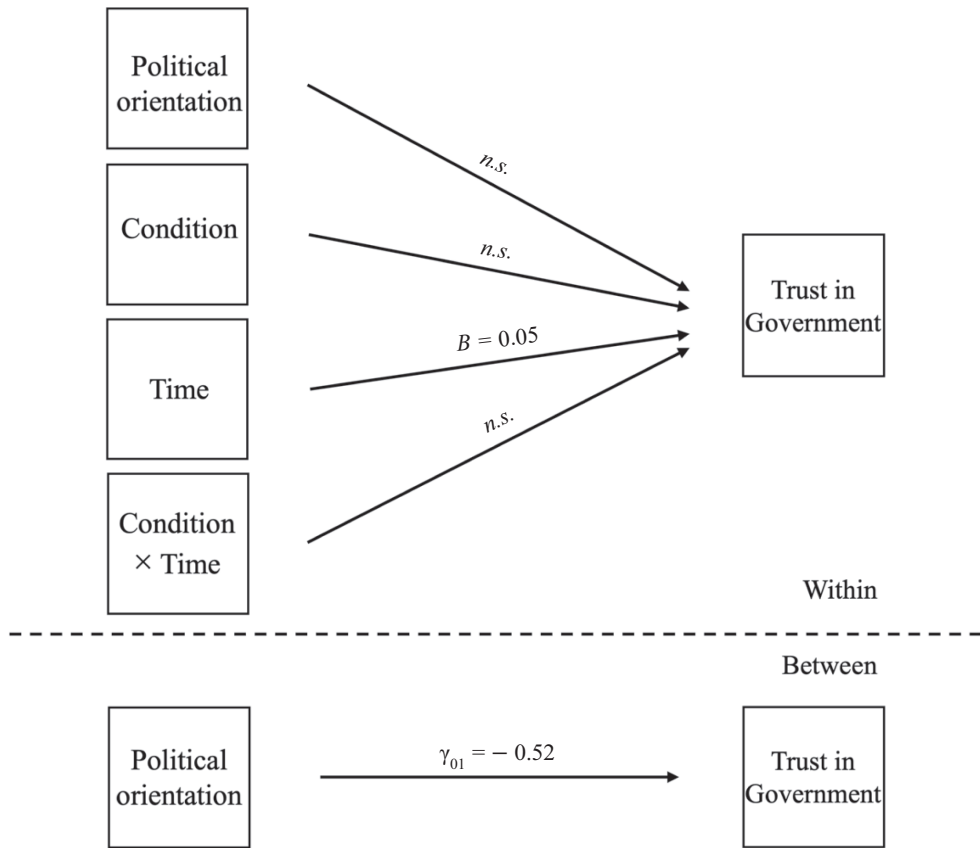 Political
orientation
n.s.
Condition
n.s.
Trust in
Government
B = 0.05
Time
n.s.
Condition
× Time
Within
Between
Political
orientation
γ₀₁ = − 0.52
Trust in
Government